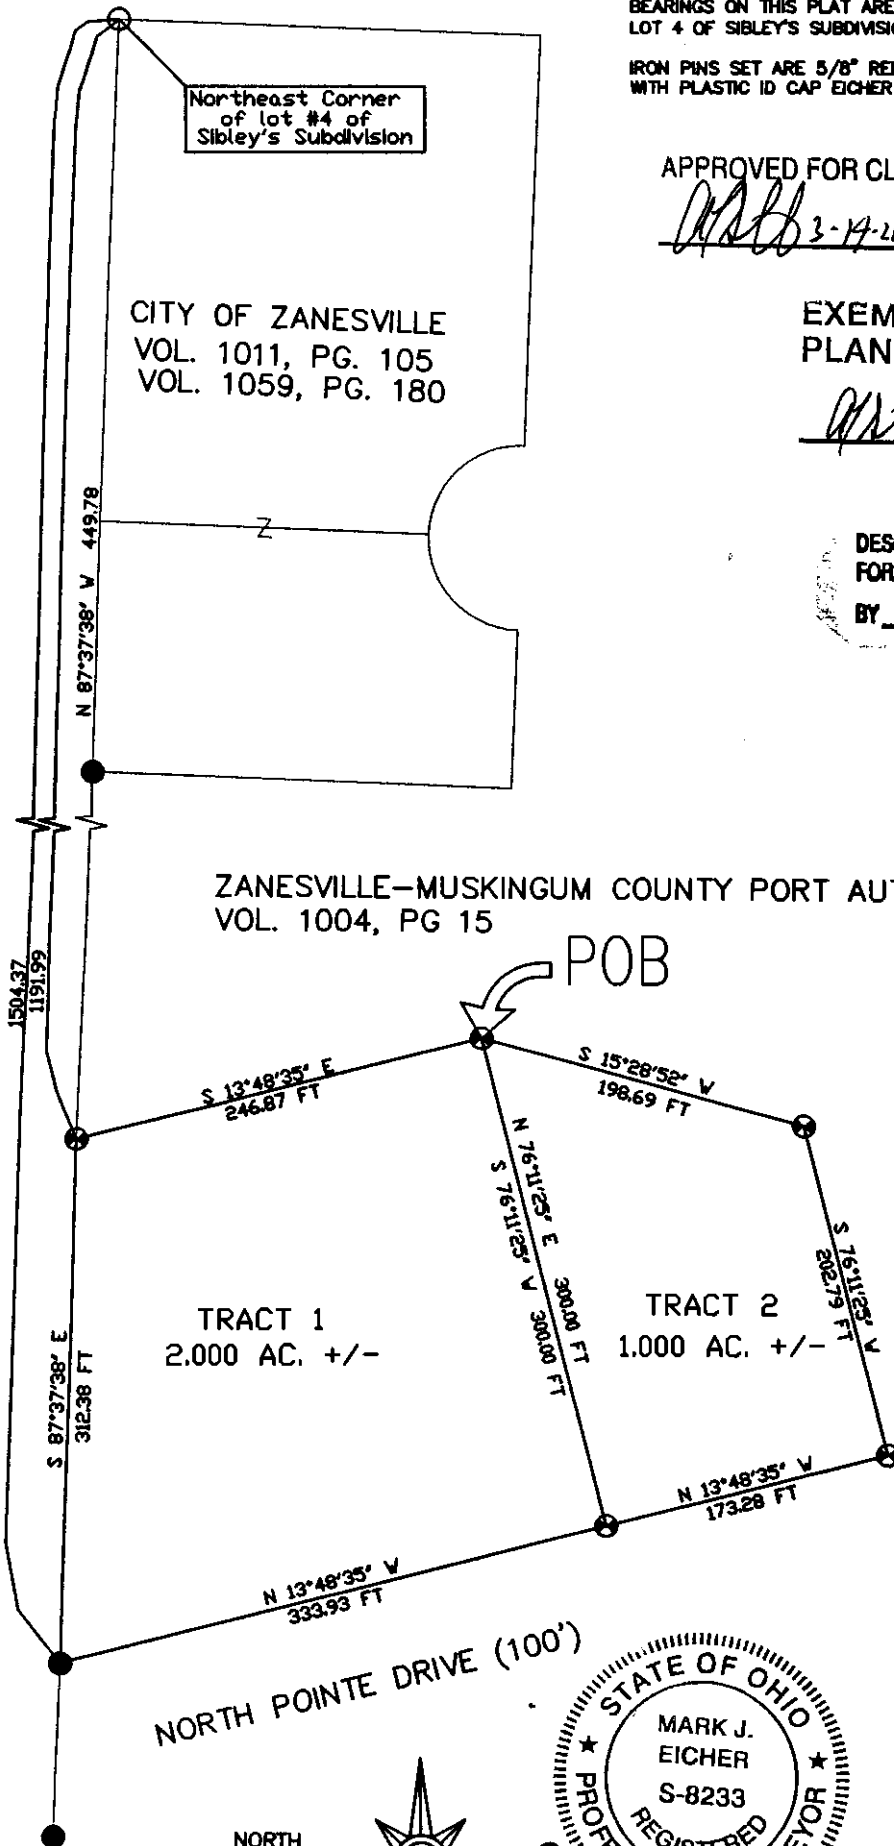 BEARINGS ON THIS PLAT ARE
LOT 4 OF SIBLEY'S
IRON PINS SET ARE 5/8"
WITH PLASTIC ID CAP EICHER
Northeast Corner
of lot #4 of
Sibley's Subdivision
APPROVED FOR
3-14-
CITY OF ZANESVILLE
VOL. 1011, PG. 105
VOL. 1059, PG. 180
PLAN
N 87°37'38" W 449.78
Z
FOR
BY
ZANESVILLE-MUSKINGUM COUNTY PORT
VOL. 1004, PG 15
POB
1504.37
1191.99
S 13°48'35" E
246.87 FT
S 15°28'52" W
198.69 FT
N 76°11'25" E 300.00 FT
S 76°11'25" W 300.00 FT
S 76°11'25" W
202.79 FT
TRACT 1
2.000 AC. +/-
TRACT 2
1.000 AC. +/-
S 87°37'38" E
312.38 FT
N 13°48'35" W
173.28 FT
N 13°48'35" W
333.93 FT
NORTH POINTE DRIVE (100')
STATE OF OHIO
MARK J.
EICHER
S-8233
REGISTERED
NORTH